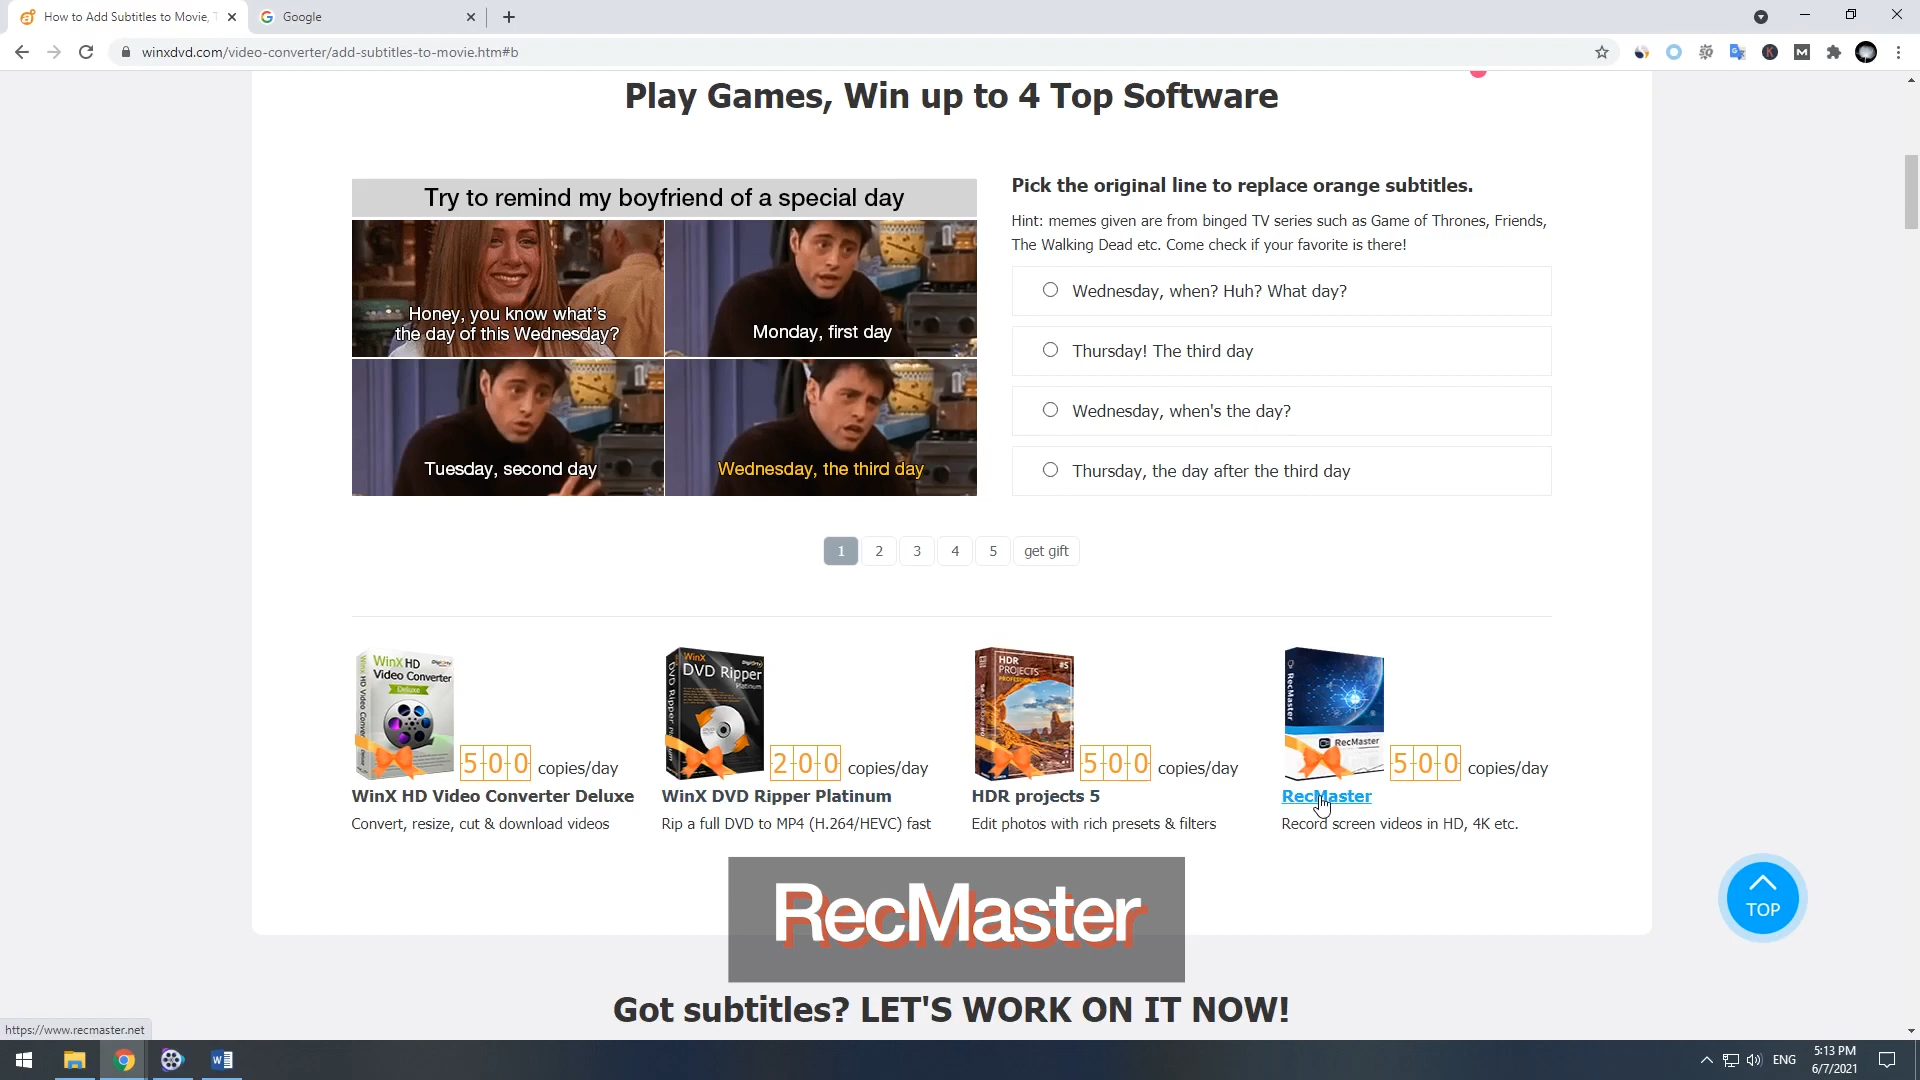 How to Add Subtitles to Movie, T
Google
winxdvd.com/video-converter/add-subtitles-to-movie.htm#b
Play Games, Win up to 4 Top Software
Try to remind my boyfriend of a special day
Honey, you know what's
the day of this Wednesday?
Monday, first day
Tuesday, second day
Wednesday, the third day
Pick the original line to replace orange subtitles.
Hint: memes given are from binged TV series such as Game of Thrones, Friends,
The Walking Dead etc. Come check if your favorite is there!
Wednesday, when? Huh? What day?
Thursday! The third day
Wednesday, when's the day?
Thursday, the day after the third day
1 2 3 4 5 get gift
WinX HD
Video Converter
Deluxe
500 copies/day
WinX HD Video Converter Deluxe
Convert, resize, cut & download videos
WinX
DVD Ripper
Platinum
200 copies/day
WinX DVD Ripper Platinum
Rip a full DVD to MP4 (H.264/HEVC) fast
HDR #5
PROJECTS
PROFESSIONAL
500 copies/day
HDR projects 5
Edit photos with rich presets & filters
RecMaster
RecMaster
500 copies/day
RecMaster
Record screen videos in HD, 4K etc.
TOP
RecMaster
Got subtitles? LET'S WORK ON IT NOW!
https://www.recmaster.net
ENG
5:13 PM
6/7/2021